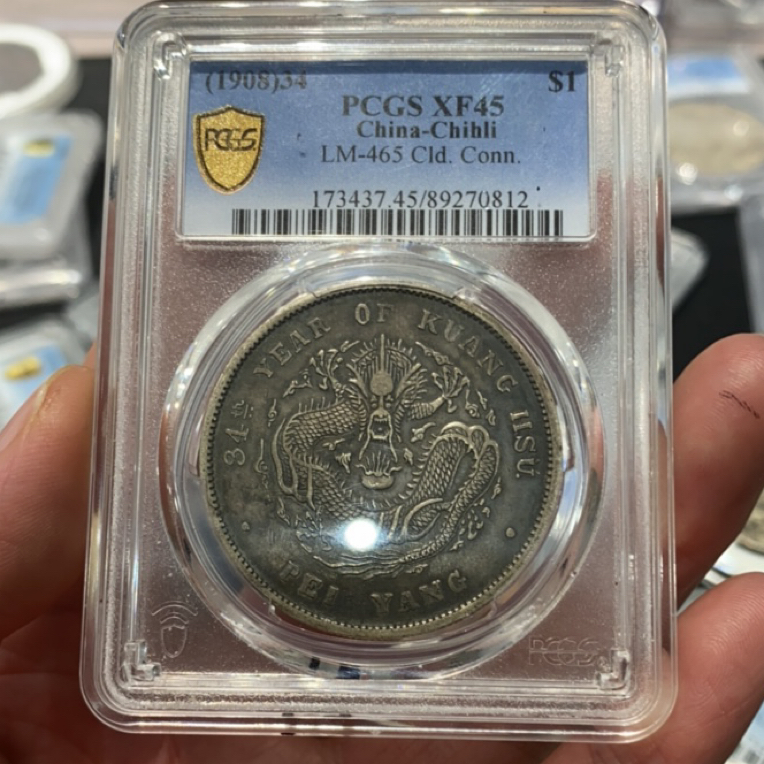 (1908)34 $1
PCGS XF45
China-Chihli
LM-465 Cld. Conn.
173437.45/89270812
PCGS
34th YEAR OF KUANG HSU
PEI YANG
PCGS